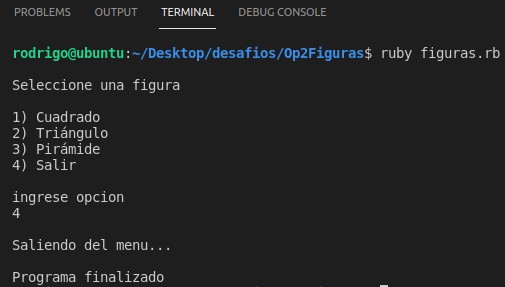 PROBLEMS OUTPUT TERMINAL DEBUG CONSOLE
rodrigo@ubuntu:~/Desktop/desafios/Op2Figuras$ ruby figuras.rb
Seleccione una figura
1) Cuadrado
2) Triángulo
3) Pirámide
4) Salir
ingrese opcion
4
Saliendo del menu...
Programa finalizado